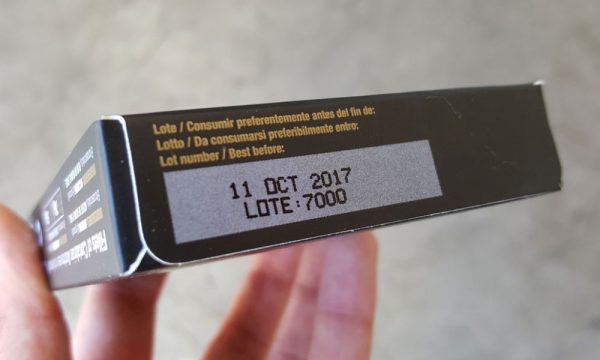 Lote / Consumir preferentemente antes del fin de:
Lotto / Da consumarsi preferibilmente entro:
Lot number / Best before:
11 OCT 2017
LOTE:7000